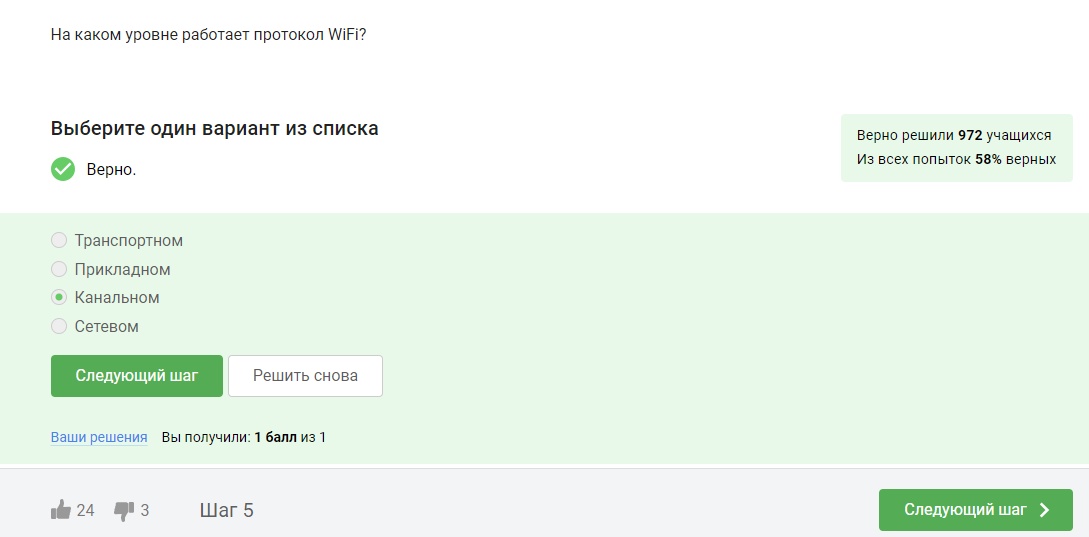 На каком уровне работает протокол WiFi?
Выберите один вариант из списка
Верно.
Верно решили 972 учащихся
Из всех попыток 58% верных
Транспортном
Прикладном
Канальном
Сетевом
Следующий шаг
Решить снова
Ваши решения Вы получили: 1 балл из 1
24 3 Шаг 5 Следующий шаг